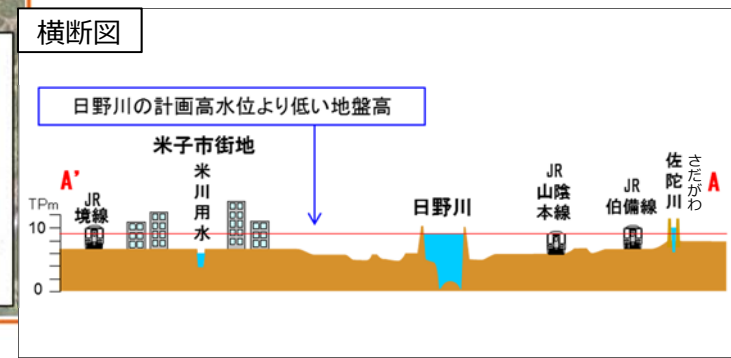 横断図
日野川の計画高水位より低い地盤高
米子市街地
A'
JR
境線
米川用水
日野川
JR
山陰
本線
JR
伯備線
佐陀川
さだがわ
A
TPm
10
0